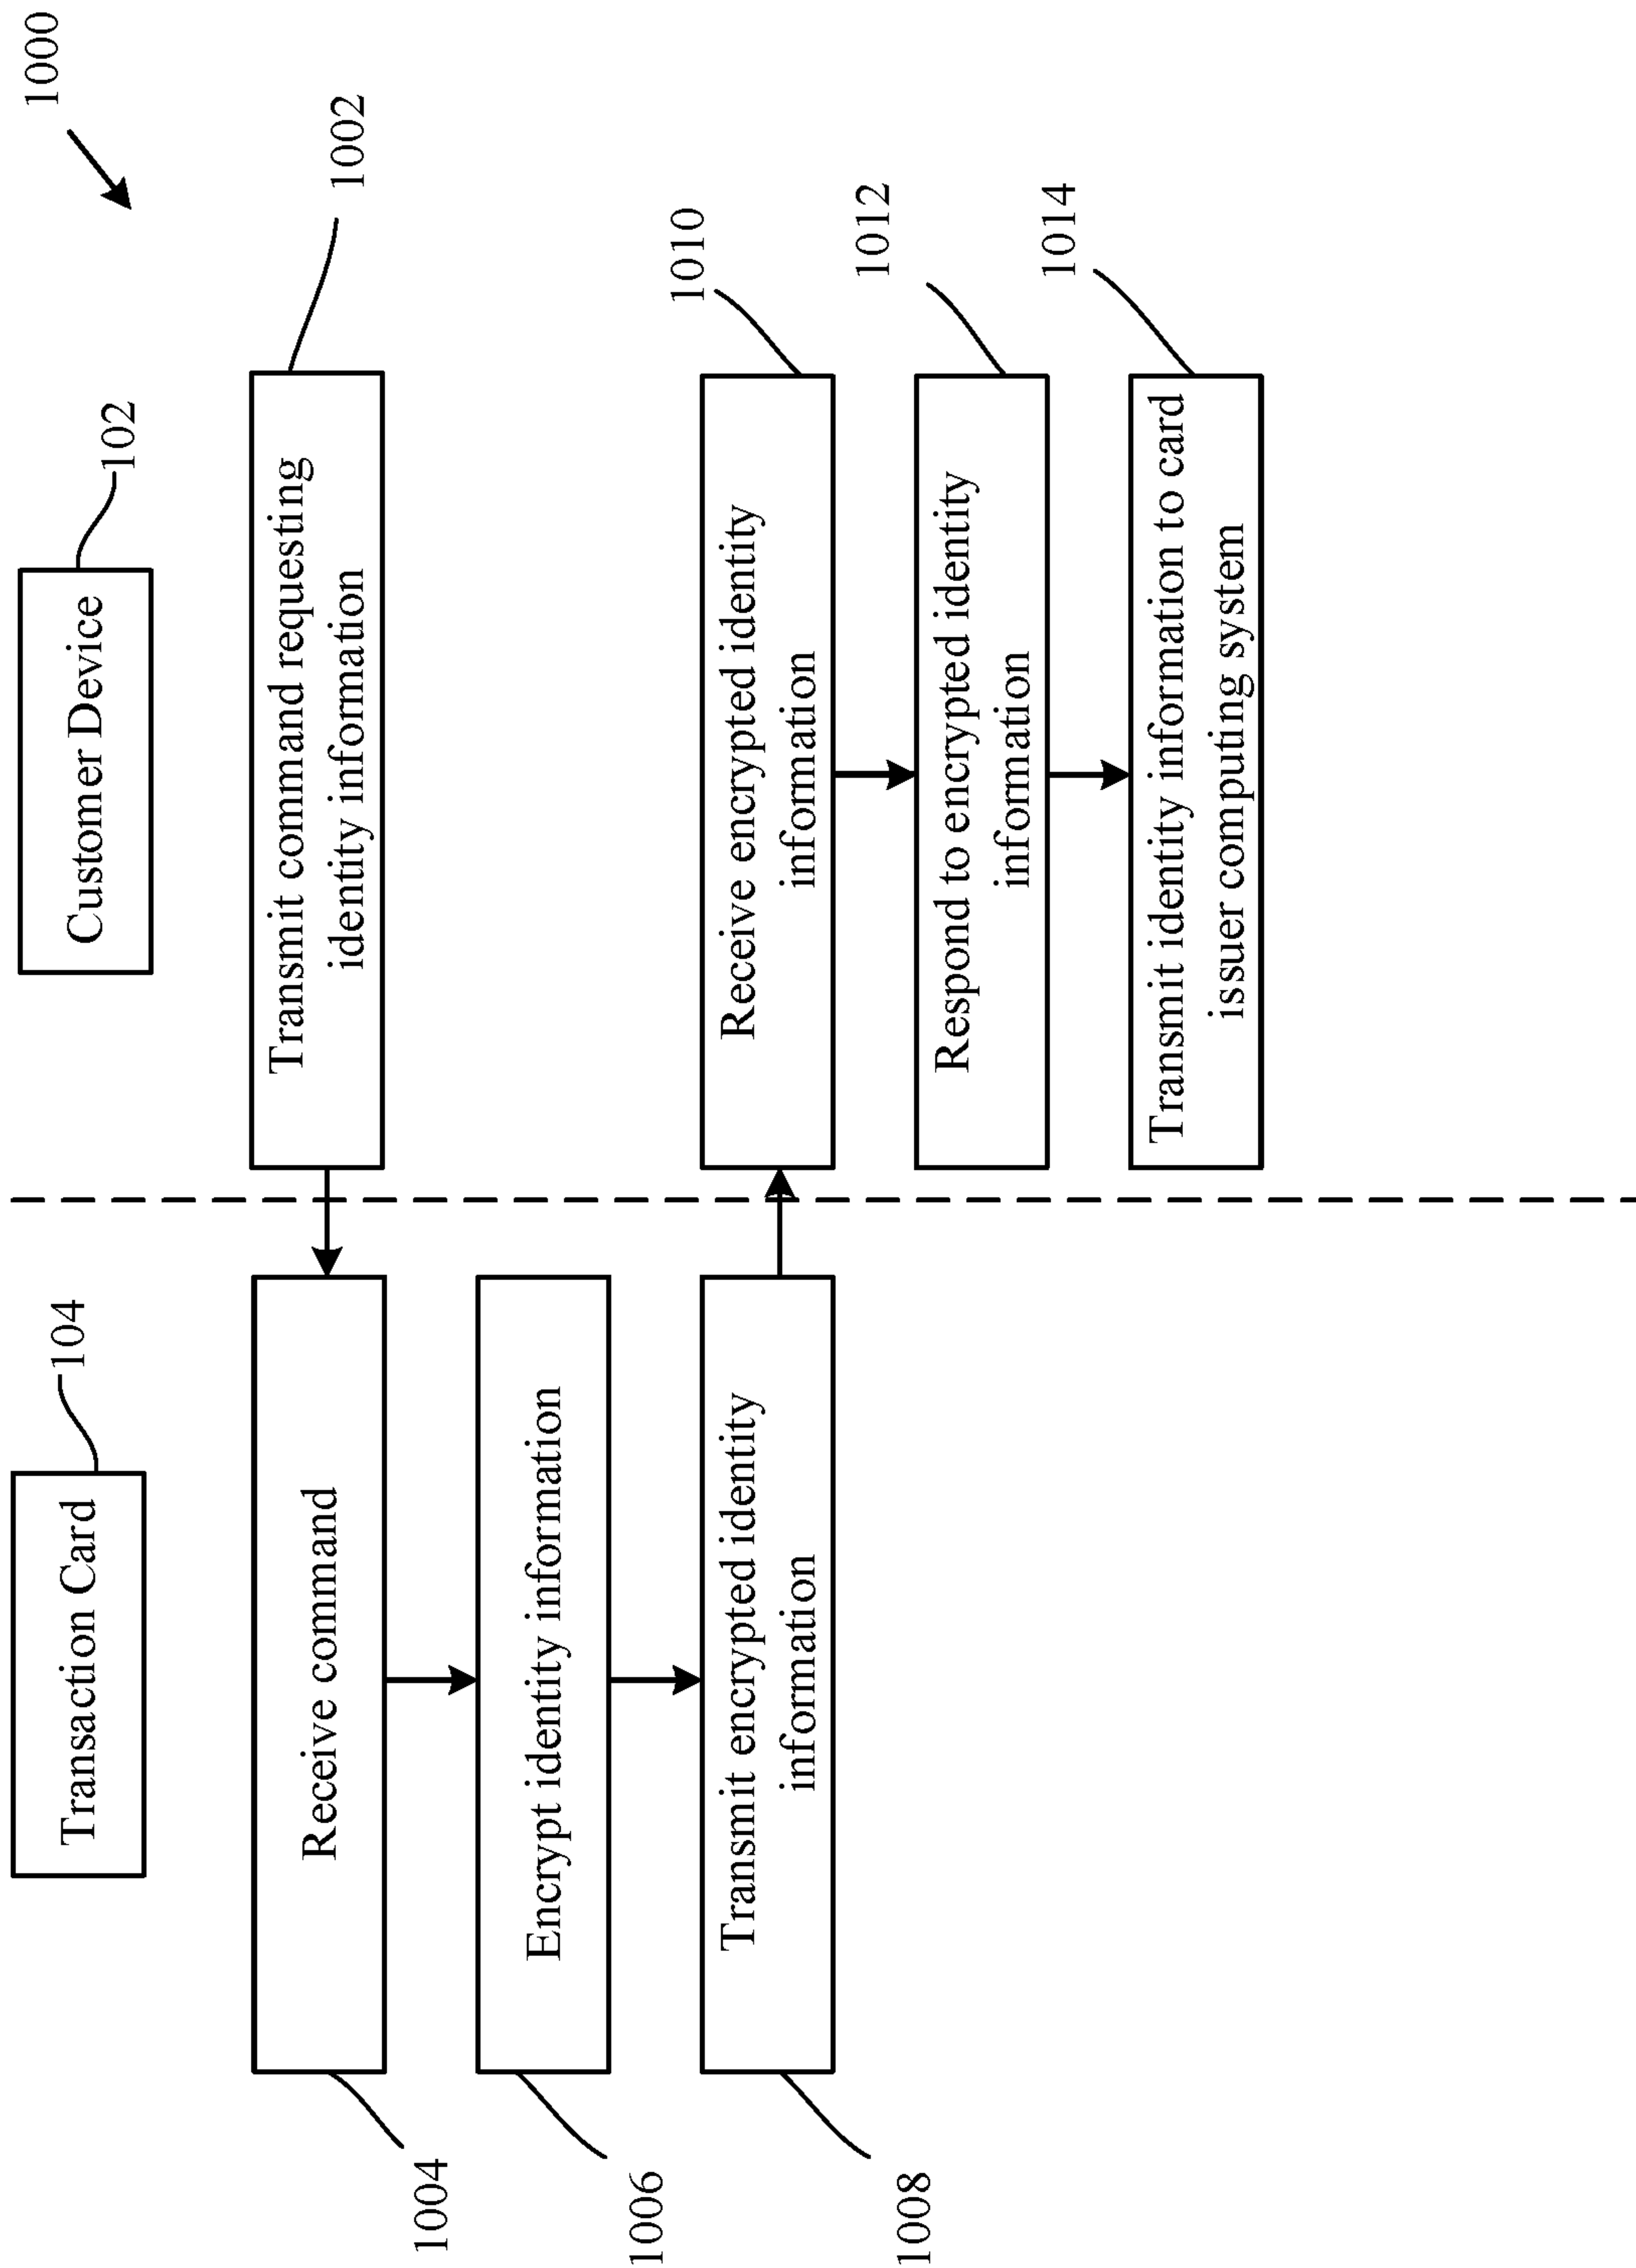 1000
Transaction Card
104
Customer Device
102
Transmit command requesting
identity information
1002
Receive command
1004
Encrypt identity information
1006
Transmit encrypted identity
information
1008
Receive encrypted identity
information
1010
Respond to encrypted identity
information
1012
Transmit identity information to card
issuer computing system
1014